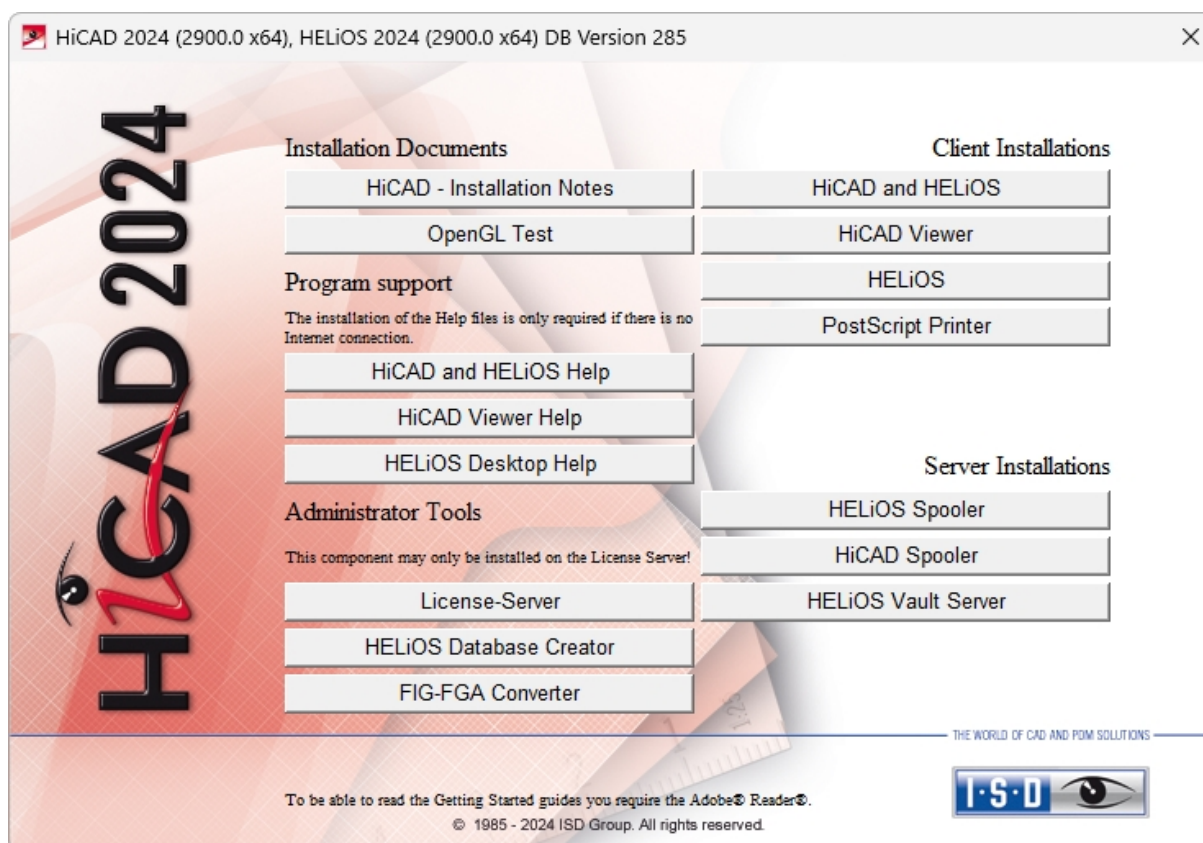 HiCAD 2024 (2900.0 x64), HELiOS 2024 (2900.0 x64) DB Version 285
HiCAD 2024
Installation Documents
HiCAD - Installation Notes
OpenGL Test
Program support
The installation of the Help files is only required if there is no
Internet connection.
HiCAD and HELiOS Help
HiCAD Viewer Help
HELiOS Desktop Help
Administrator Tools
This component may only be installed on the License Server!
License-Server
HELiOS Database Creator
FIG-FGA Converter
Client Installations
HiCAD and HELiOS
HiCAD Viewer
HELiOS
PostScript Printer
Server Installations
HELiOS Spooler
HiCAD Spooler
HELiOS Vault Server
1:25
THE WORLD OF CAD AND PDM SOLUTIONS
I·S·D
To be able to read the Getting Started guides you require the Adobe® Reader®.
© 1985 - 2024 ISD Group. All rights reserved.